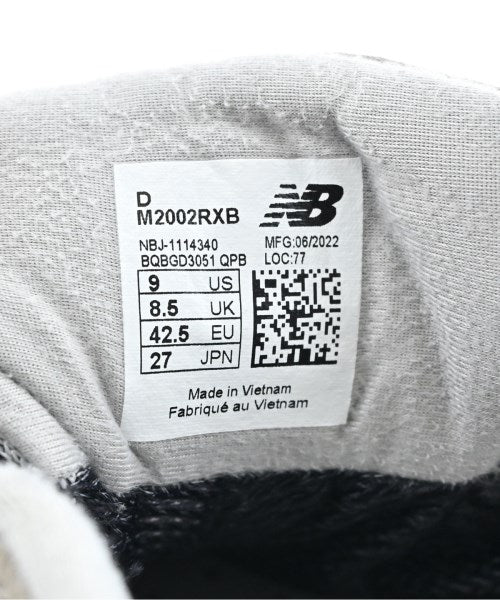 D
M2002RXB
NB
NBJ-1114340
MFG:06/2022
BQBGD3051 QPB
LOC:77
9 US
8.5 UK
42.5 EU
27 JPN
Made in Vietnam
Fabriqué au Vietnam